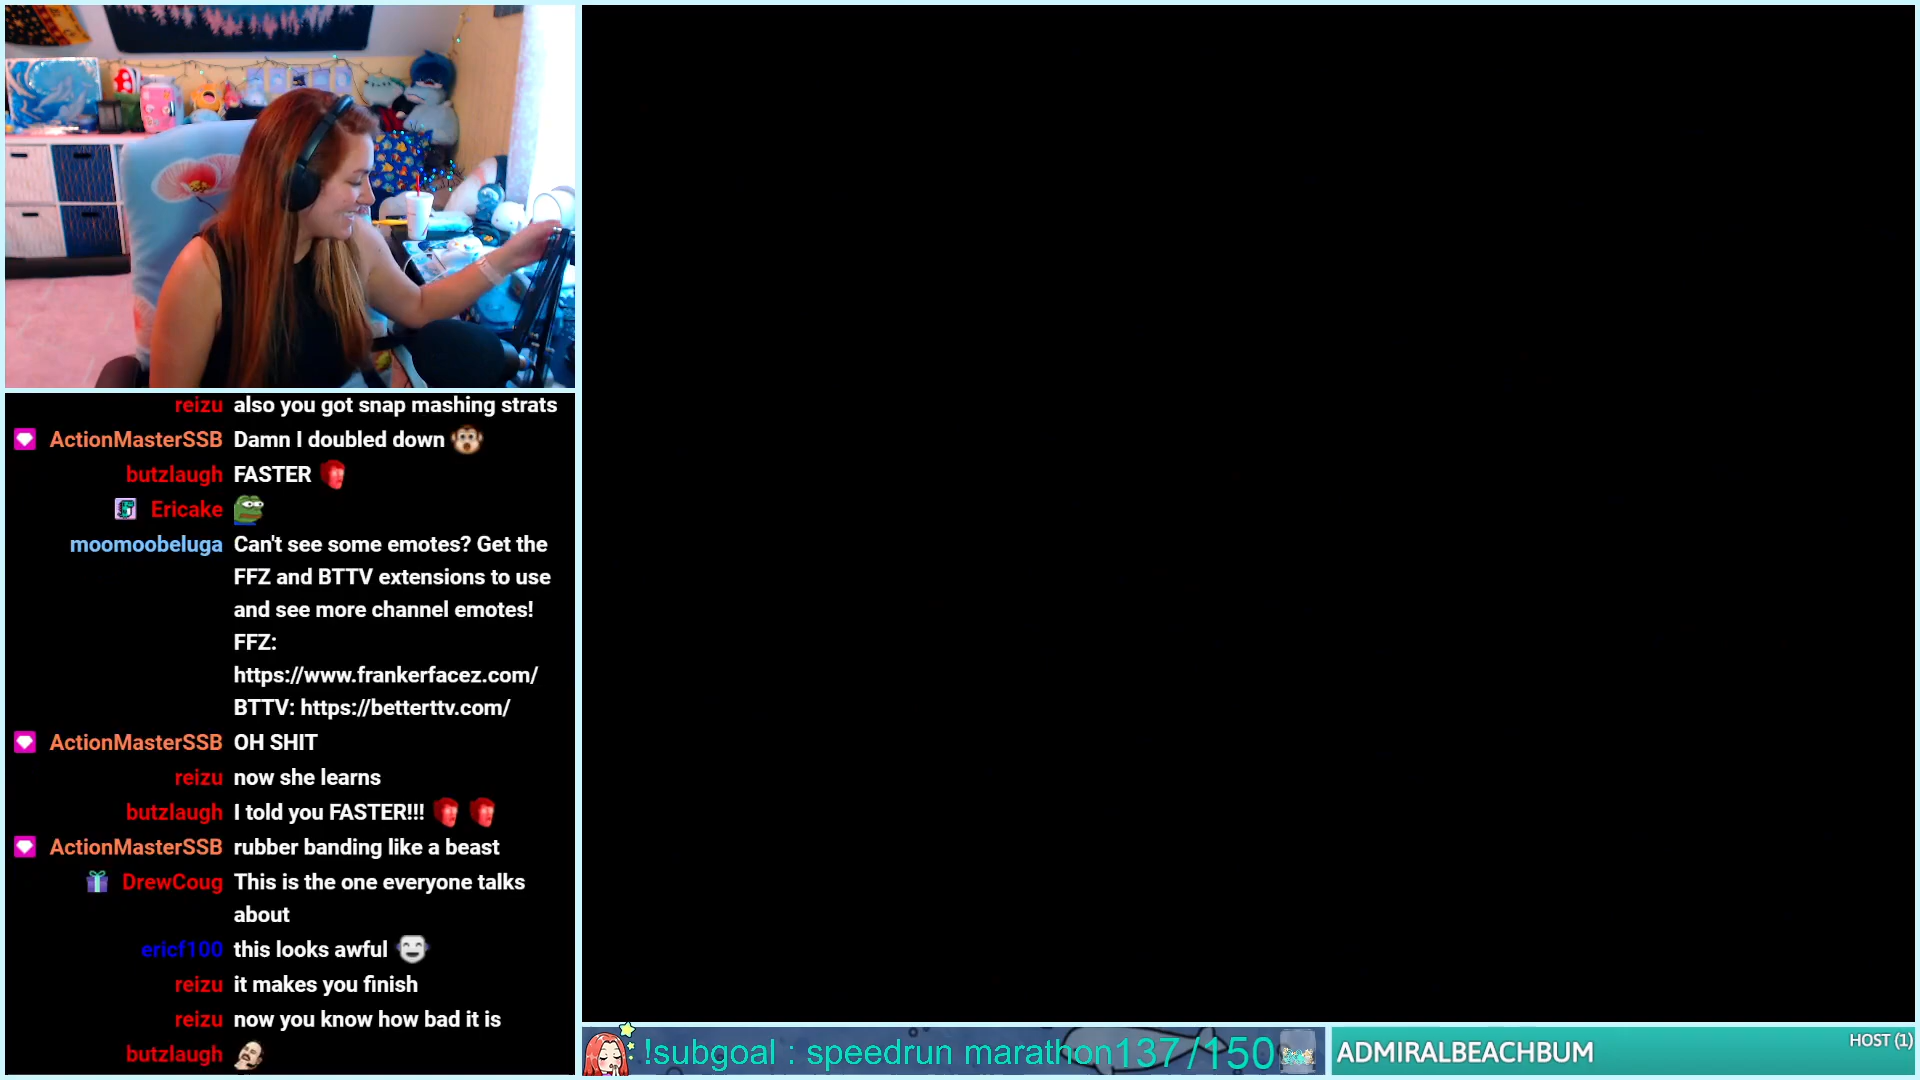 reizu also you got snap mashing strats
ActionMasterSSB Damn I doubled down
butzlaugh FASTER
Ericake
moomoobeluga Can't see some emotes? Get the
FFZ and BTTV extensions to use
and see more channel emotes!
FFZ:
https://www.frankerfacez.com/
BTTV: https://betterttv.com/
ActionMasterSSB OH SHIT
reizu now she learns
butzlaugh I told you FASTER!!!
ActionMasterSSB rubber banding like a beast
DrewCoug This is the one everyone talks
about
ericf100 this looks awful
reizu it makes you finish
reizu now you know how bad it is
butzlaugh
!subgoal : speedrun marathon 137/150
ADMIRALBEACHBUM
HOST (1)